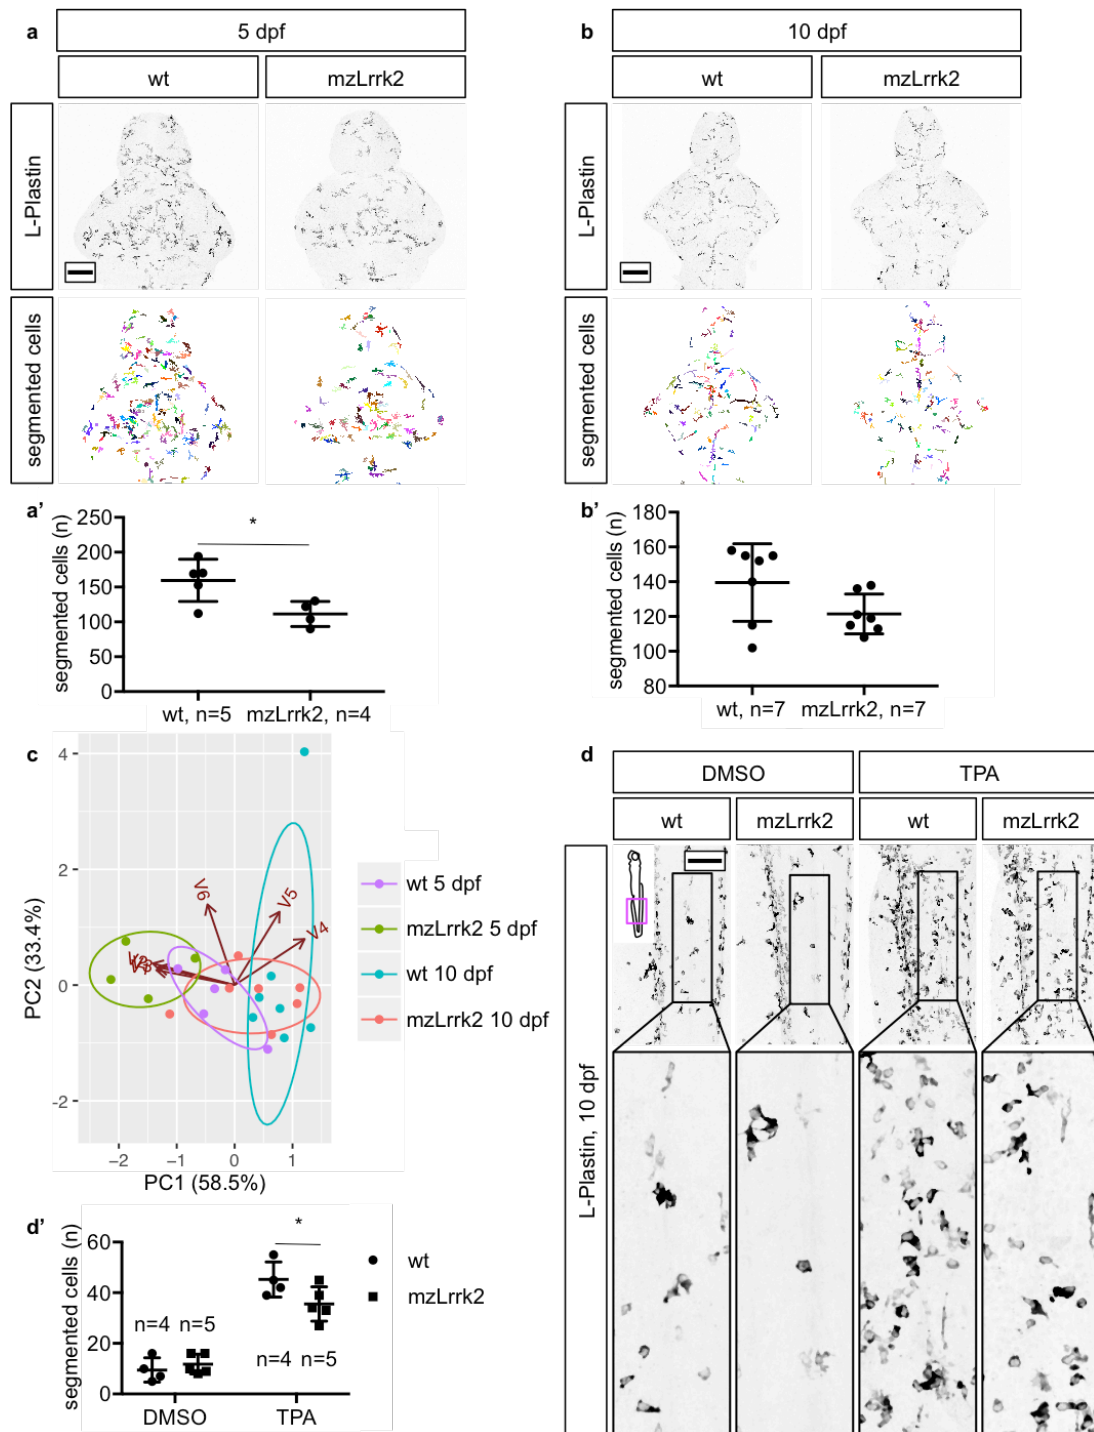 a
5 dpf
wt
mzLrrk2
L-Plastin
segmented cells
b
10 dpf
wt
mzLrrk2
L-Plastin
segmented cells
a’
segmented cells (n)
250
200
150
100
50
0
*
wt, n=5
mzLrrk2, n=4
b’
segmented cells (n)
180
160
140
120
100
80
wt, n=7
mzLrrk2, n=7
c
PC2 (33.4%)
4
2
0
−2
V6
V5
V4
−2
−1
0
1
PC1 (58.5%)
wt 5 dpf
mzLrrk2 5 dpf
wt 10 dpf
mzLrrk2 10 dpf
d
DMSO
TPA
wt
mzLrrk2
wt
mzLrrk2
L-Plastin, 10 dpf
d’
segmented cells (n)
60
40
20
0
n=4
n=5
*
n=4
n=5
DMSO
TPA
wt
mzLrrk2